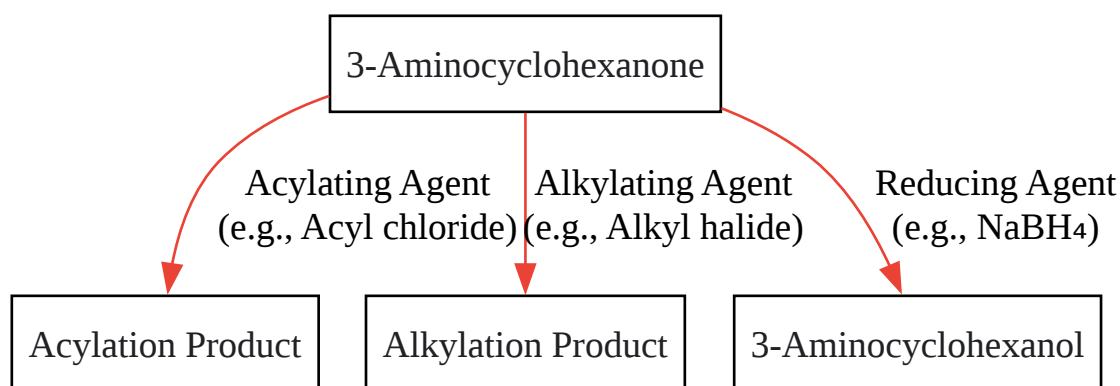 3-Aminocyclohexanone
Acylating Agent
(e.g., Acyl chloride)
Alkylating Agent
(e.g., Alkyl halide)
Reducing Agent
(e.g., NaBH₄)
Acylation Product
Alkylation Product
3-Aminocyclohexanol